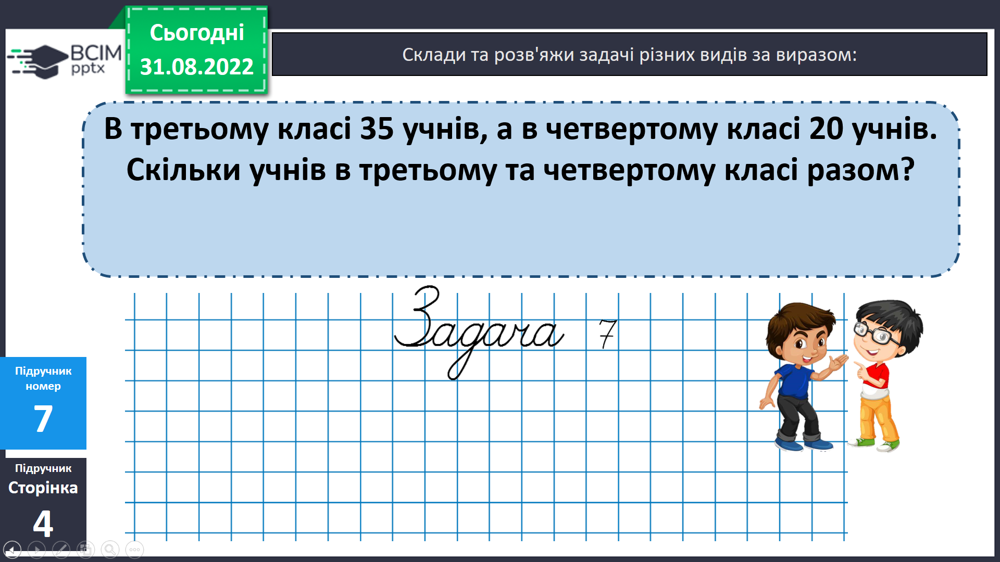 Сьогодні
31.08.2022
ВСІМ
pptx
Склади та розв'яжи задачі різних видів за виразом:
В третьому класі 35 учнів, а в четвертому класі 20 учнів.
Скільки учнів в третьому та четвертому класі разом?
Задача 7
Підручник
номер
7
Підручник
Сторінка
4